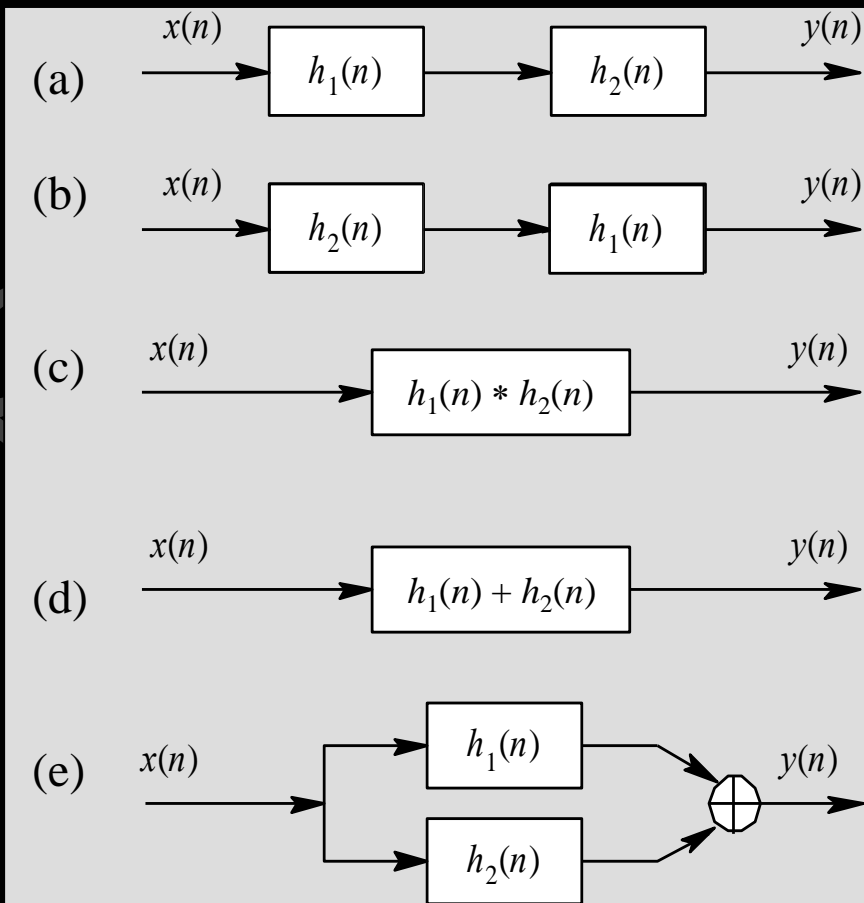 x(n) y(n)
(a) h₁(n) h₂(n)
x(n) y(n)
(b) h₂(n) h₁(n)
x(n) y(n)
(c) h₁(n) * h₂(n)
x(n) y(n)
(d) h₁(n) + h₂(n)
h₁(n)
(e) x(n) y(n)
h₂(n)